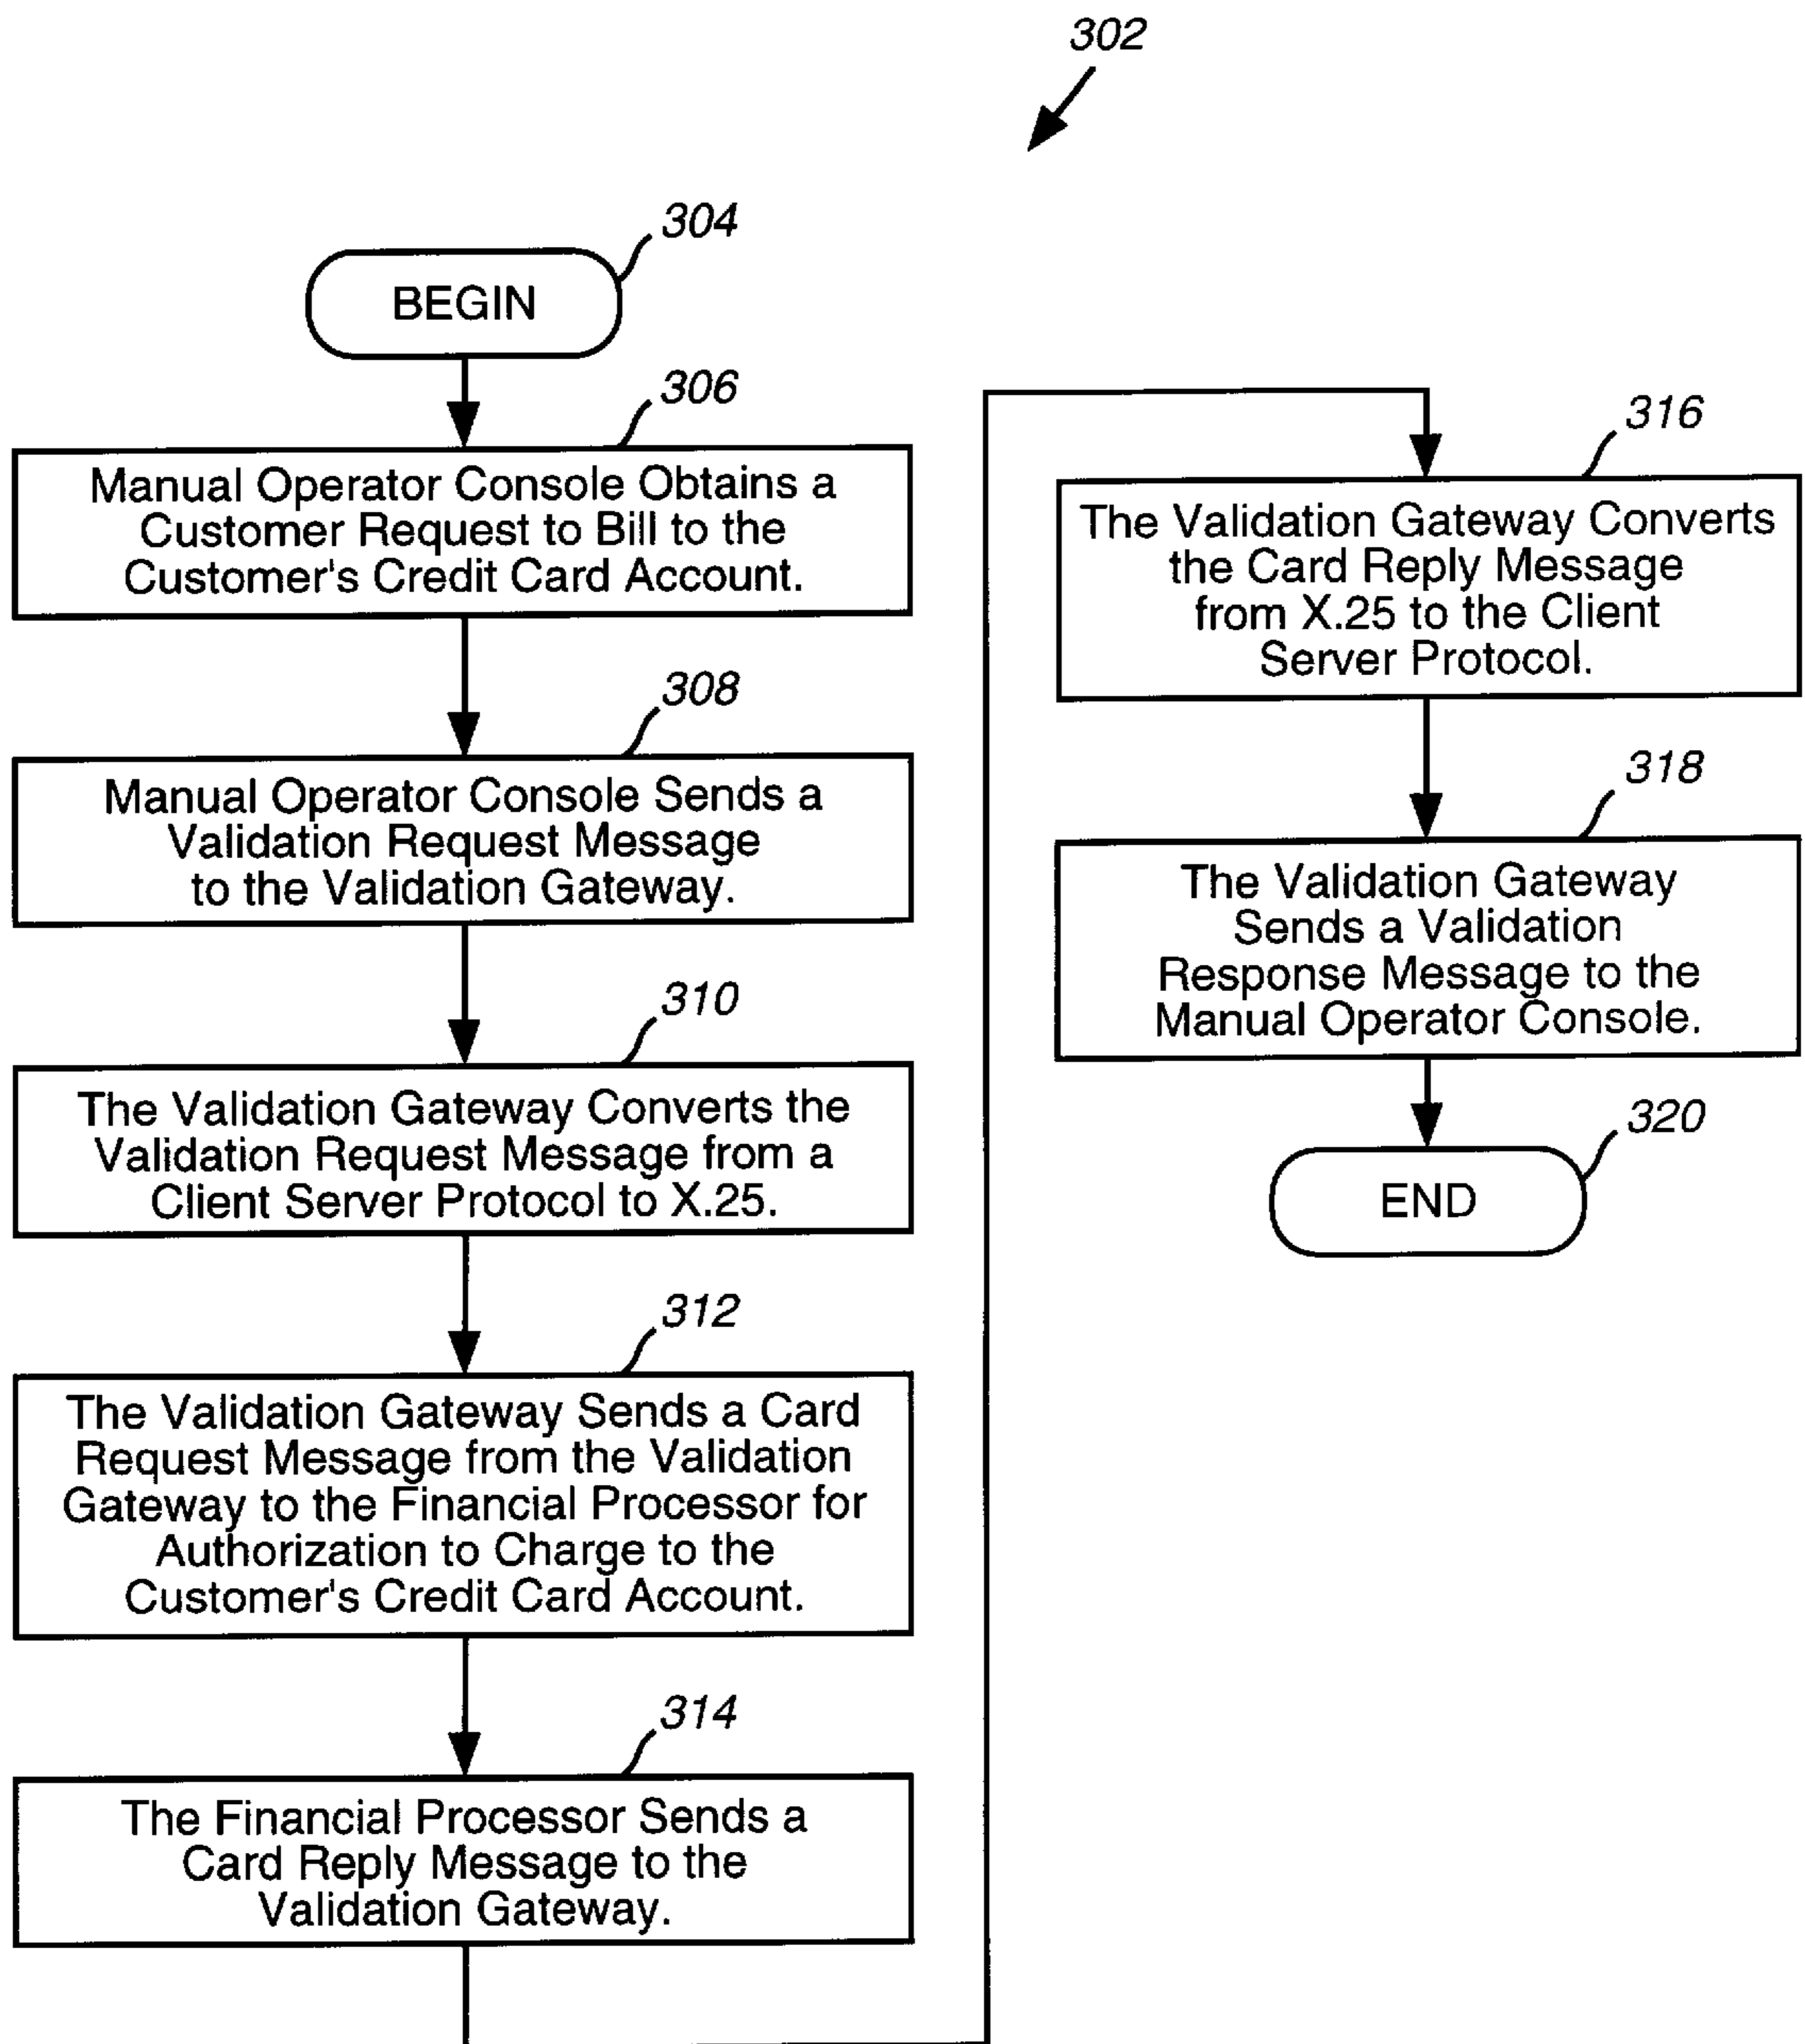 302
304
BEGIN
306
Manual Operator Console Obtains a
Customer Request to Bill to the
Customer's Credit Card Account.
308
Manual Operator Console Sends a
Validation Request Message
to the Validation Gateway.
310
The Validation Gateway Converts the
Validation Request Message from a
Client Server Protocol to X.25.
312
The Validation Gateway Sends a Card
Request Message from the Validation
Gateway to the Financial Processor for
Authorization to Charge to the
Customer's Credit Card Account.
314
The Financial Processor Sends a
Card Reply Message to the
Validation Gateway.
316
The Validation Gateway Converts
the Card Reply Message
from X.25 to the Client
Server Protocol.
318
The Validation Gateway
Sends a Validation
Response Message to the
Manual Operator Console.
320
END